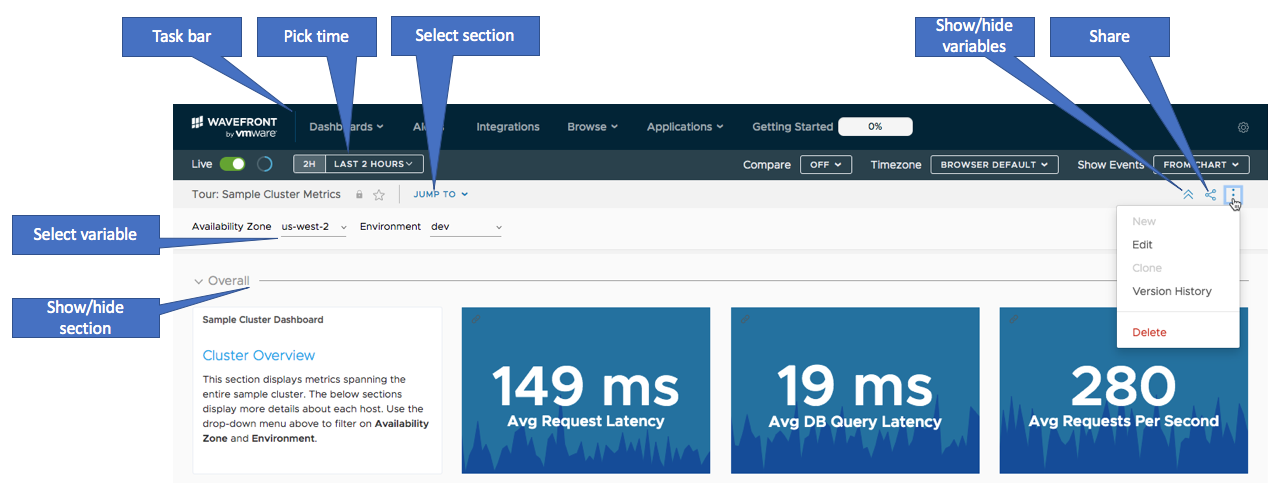 Task bar
Pick time
Select section
Show/hide
variables
Share
WAVEFRONT
by vmware
Dashboards
Integrations
Browse
Applications
Getting Started
0%
Live
2H
LAST 2 HOURS
Compare
OFF
Timezone
BROWSER DEFAULT
Show Events
FROM CHART
Tour: Sample Cluster Metrics
JUMP TO
Select variable
Availability Zone
us-west-2
Environment
dev
New
Edit
Clone
Version History
Delete
Show/hide
section
Overall
Sample Cluster Dashboard
Cluster Overview
This section displays metrics spanning the
entire sample cluster. The below sections
display more details about each host. Use the
drop-down menu above to filter on Availability
Zone and Environment.
149 ms
Avg Request Latency
19 ms
Avg DB Query Latency
280
Avg Requests Per Second